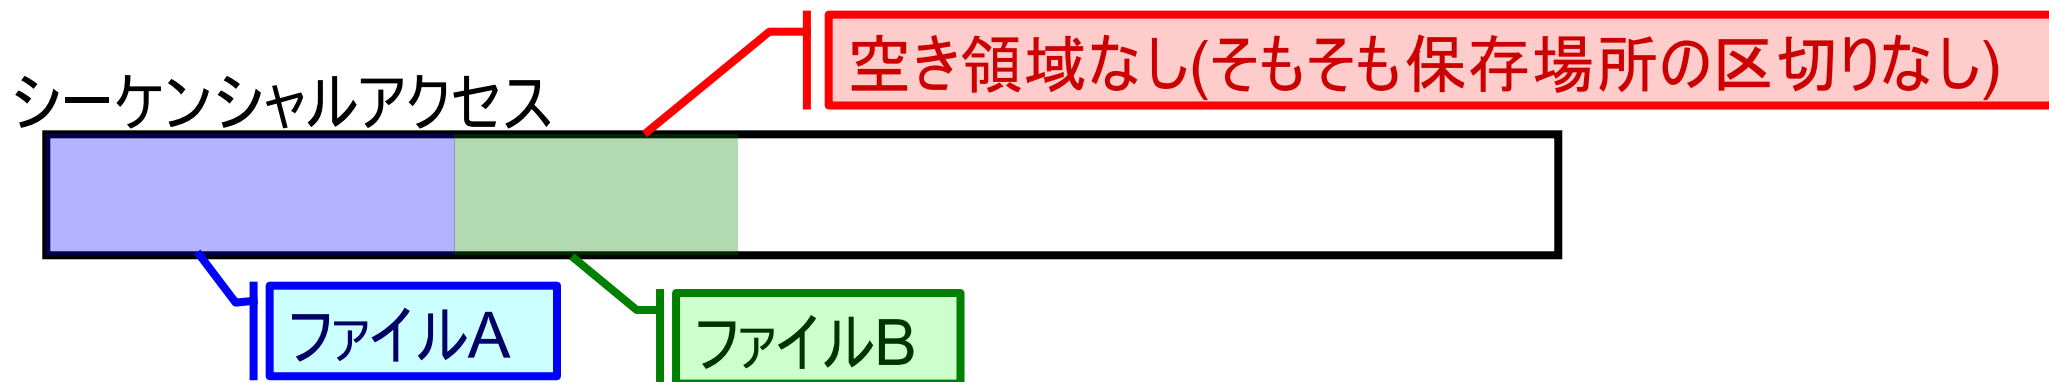 空き領域なし(そもそも保存場所の区切りなし)
シーケンシャルアクセス
ファイルA
ファイルB